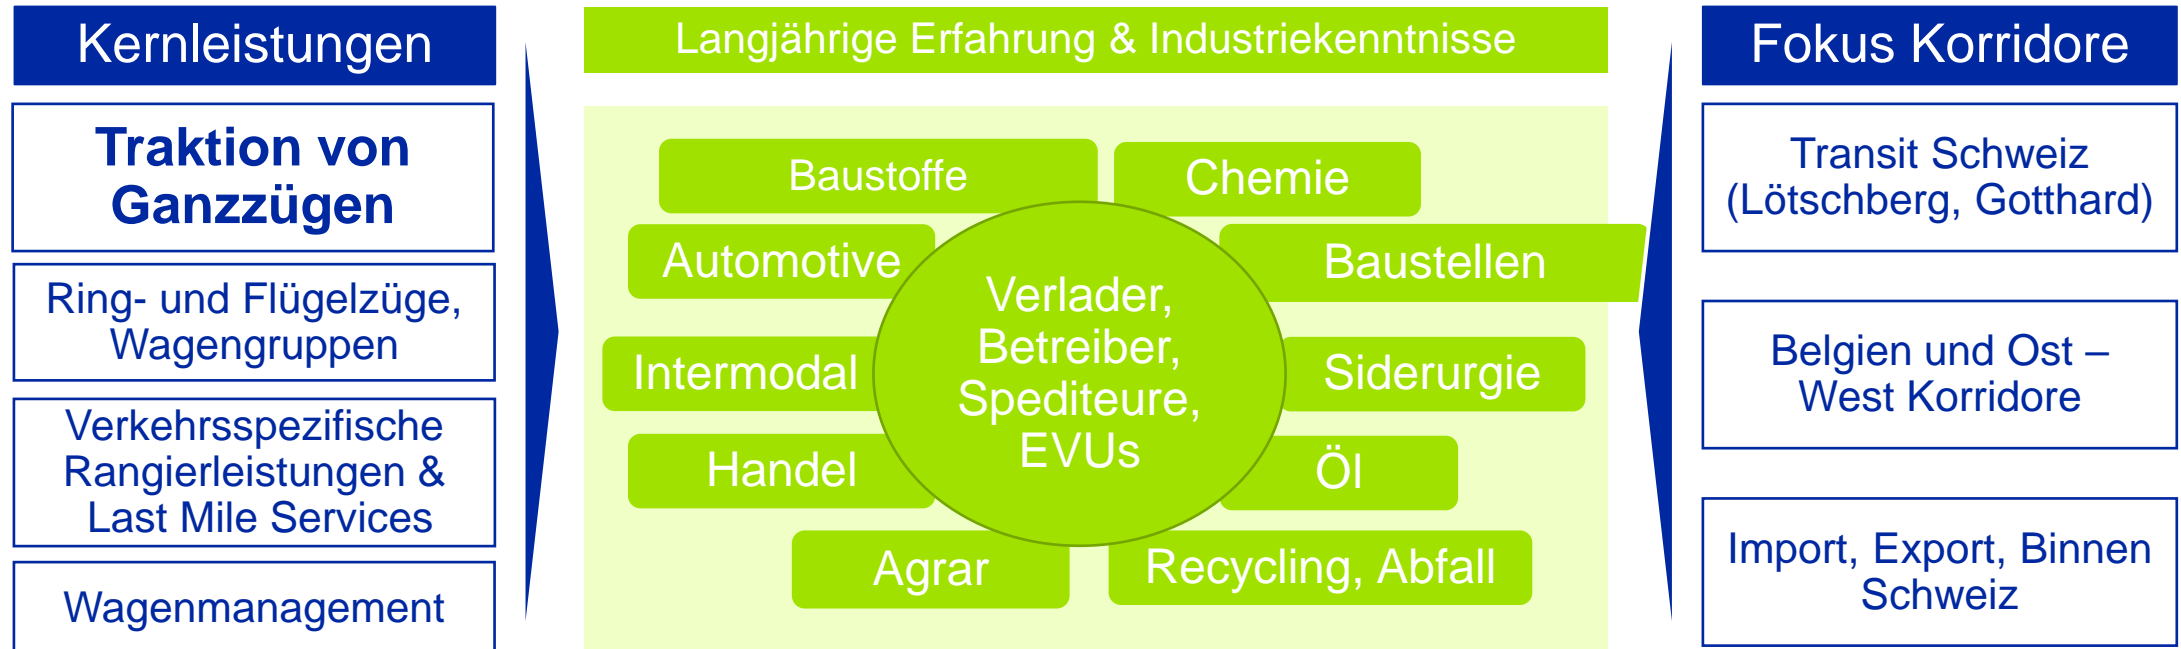 Kernleistungen
Traktion von
Ganzzügen
Ring- und Flügelzüge,
Wagengruppen
Verkehrsspezifische
Rangierleistungen &
Last Mile Services
Wagenmanagement
Langjährige Erfahrung & Industriekenntnisse
Baustoffe
Chemie
Automotive
Baustellen
Intermodal
Siderurgie
Handel
Öl
Agrar
Recycling, Abfall
Verlader,
Betreiber,
Spediteure,
EVUs
Fokus Korridore
Transit Schweiz
(Lötschberg, Gotthard)
Belgien und Ost –
West Korridore
Import, Export, Binnen
Schweiz